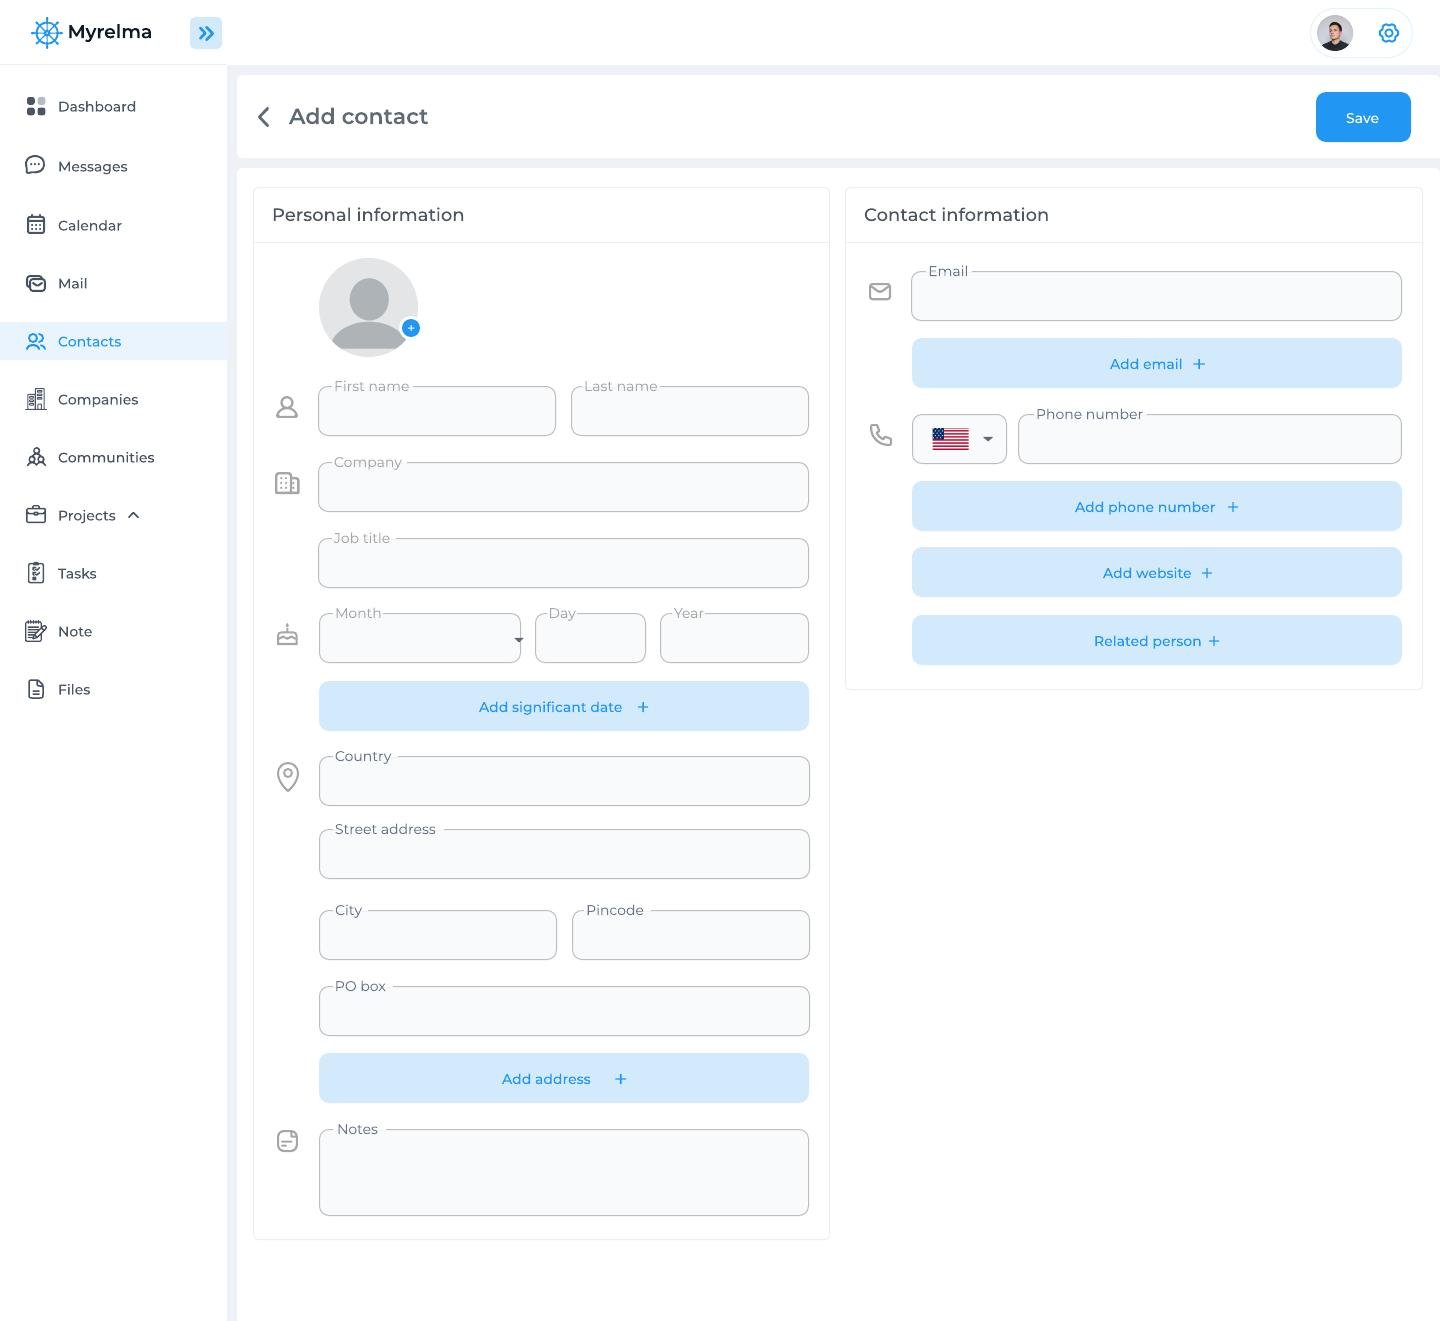 Myrelma
Dashboard
Messages
Calendar
Mail
Contacts
Companies
Communities
Projects
Tasks
Note
Files
Add contact
Save
Personal information
First name
Last name
Company
Job title
Month
Day
Year
Add significant date +
Country
Street address
City
Pincode
PO box
Add address +
Notes
Contact information
Email
Add email +
Phone number
Add phone number +
Add website +
Related person +